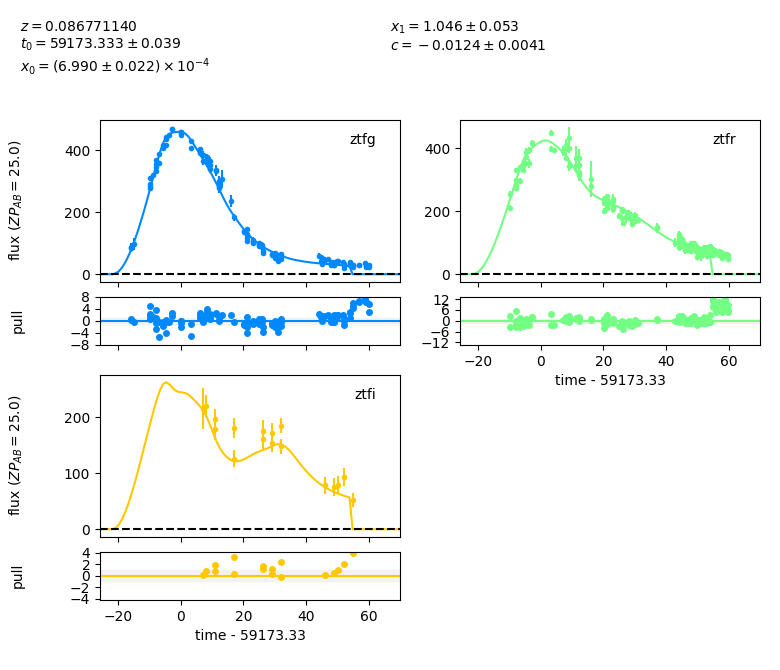 z = 0.086771140
t₀ = 59173.333 ± 0.039
x₀ = (6.990 ± 0.022) × 10⁻⁴
x₁ = 1.046 ± 0.053
c = −0.0124 ± 0.0041
ztfg
flux (ZP_AB = 25.0)
400
200
0
ztfr
400
200
0
pull
8
4
0
−4
−8
12
6
0
−6
−12
−20 0 20 40 60
time - 59173.33
ztfi
flux (ZP_AB = 25.0)
200
100
0
pull
4
2
0
−2
−4
−20 0 20 40 60
time - 59173.33